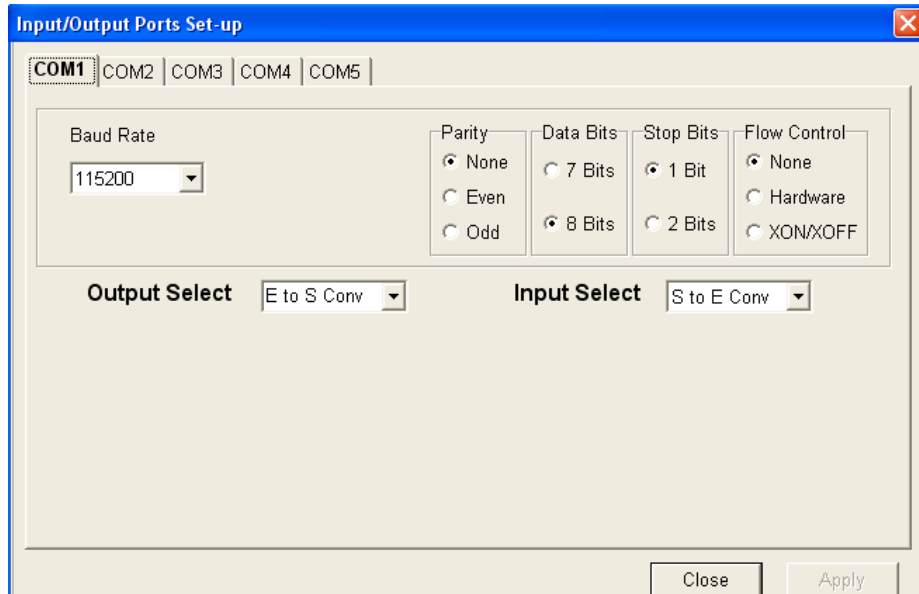 Input/Output Ports Set-up
COM1 COM2 COM3 COM4 COM5
Baud Rate
115200
Parity
None
Even
Odd
Data Bits
7 Bits
8 Bits
Stop Bits
1 Bit
2 Bits
Flow Control
None
Hardware
XON/XOFF
Output Select E to S Conv
Input Select S to E Conv
Close Apply